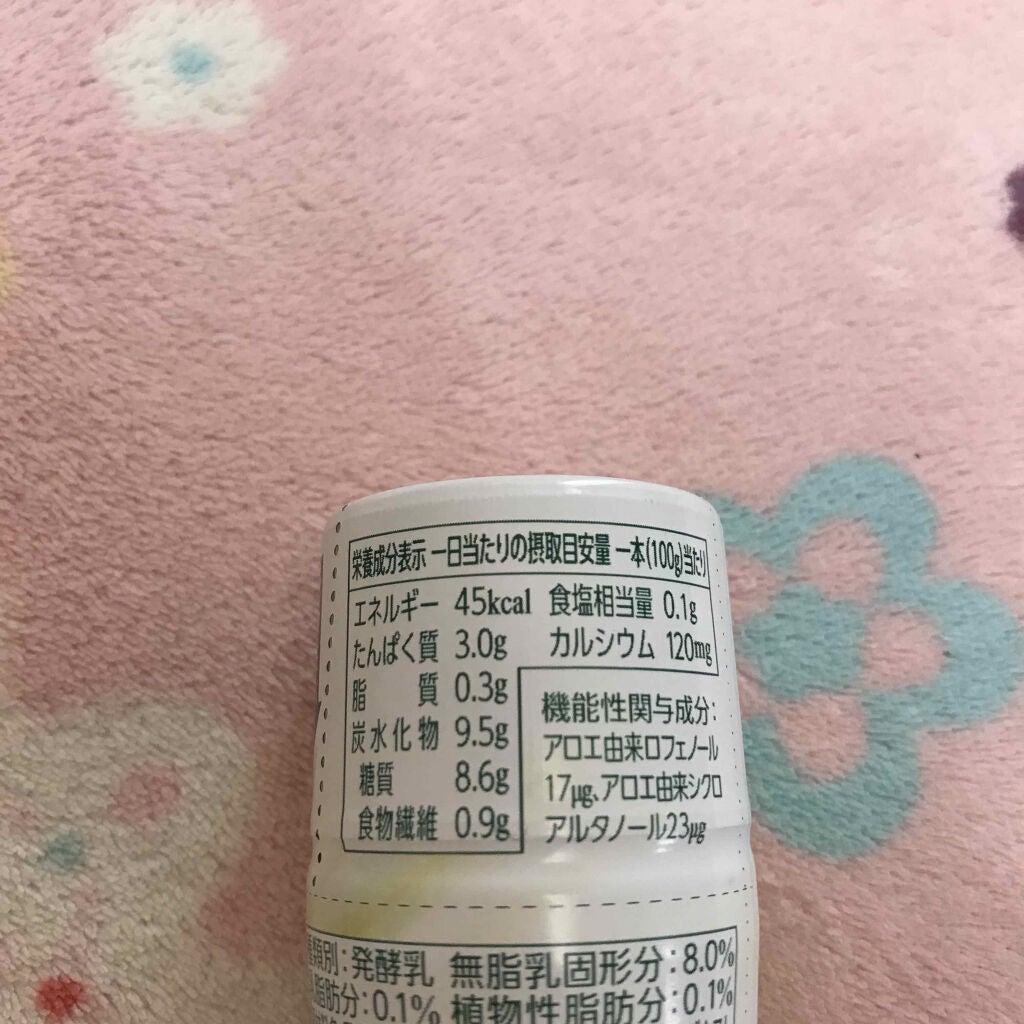 栄養成分表示 一日当たりの摂取目安量 一本(100g)当たり
エネルギー 45kcal 食塩相当量 0.1g
たんぱく質 3.0g カルシウム 120mg
脂質 0.3g
炭水化物 9.5g
糖質 8.6g
食物繊維 0.9g
機能性関与成分:
アロエ由来ロフェノール
17μg、アロエ由来シクロ
アルタノール23μg
種類別:発酵乳 無脂乳固形分:8.0%
脂肪分:0.1% 植物性脂肪分:0.1%